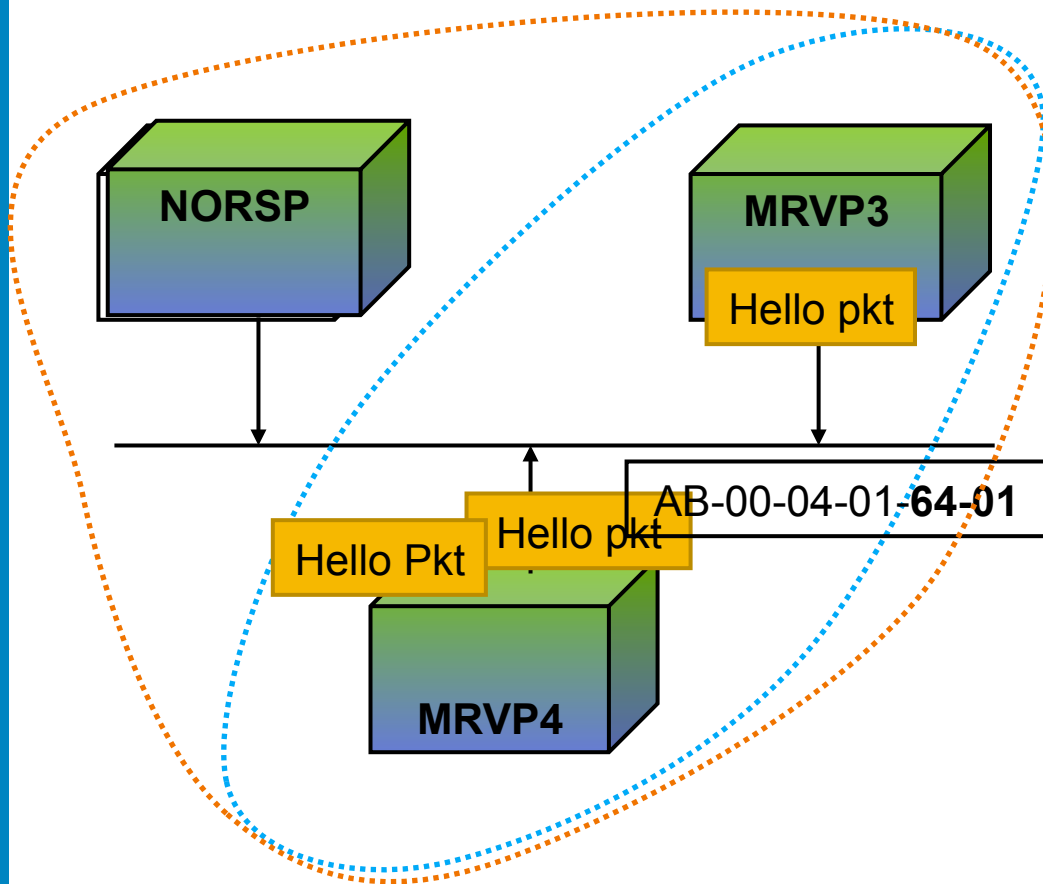 NORSP
MRVP3
Hello pkt
AB-00-04-01-64-01
Hello pkt
Hello Pkt
MRVP4